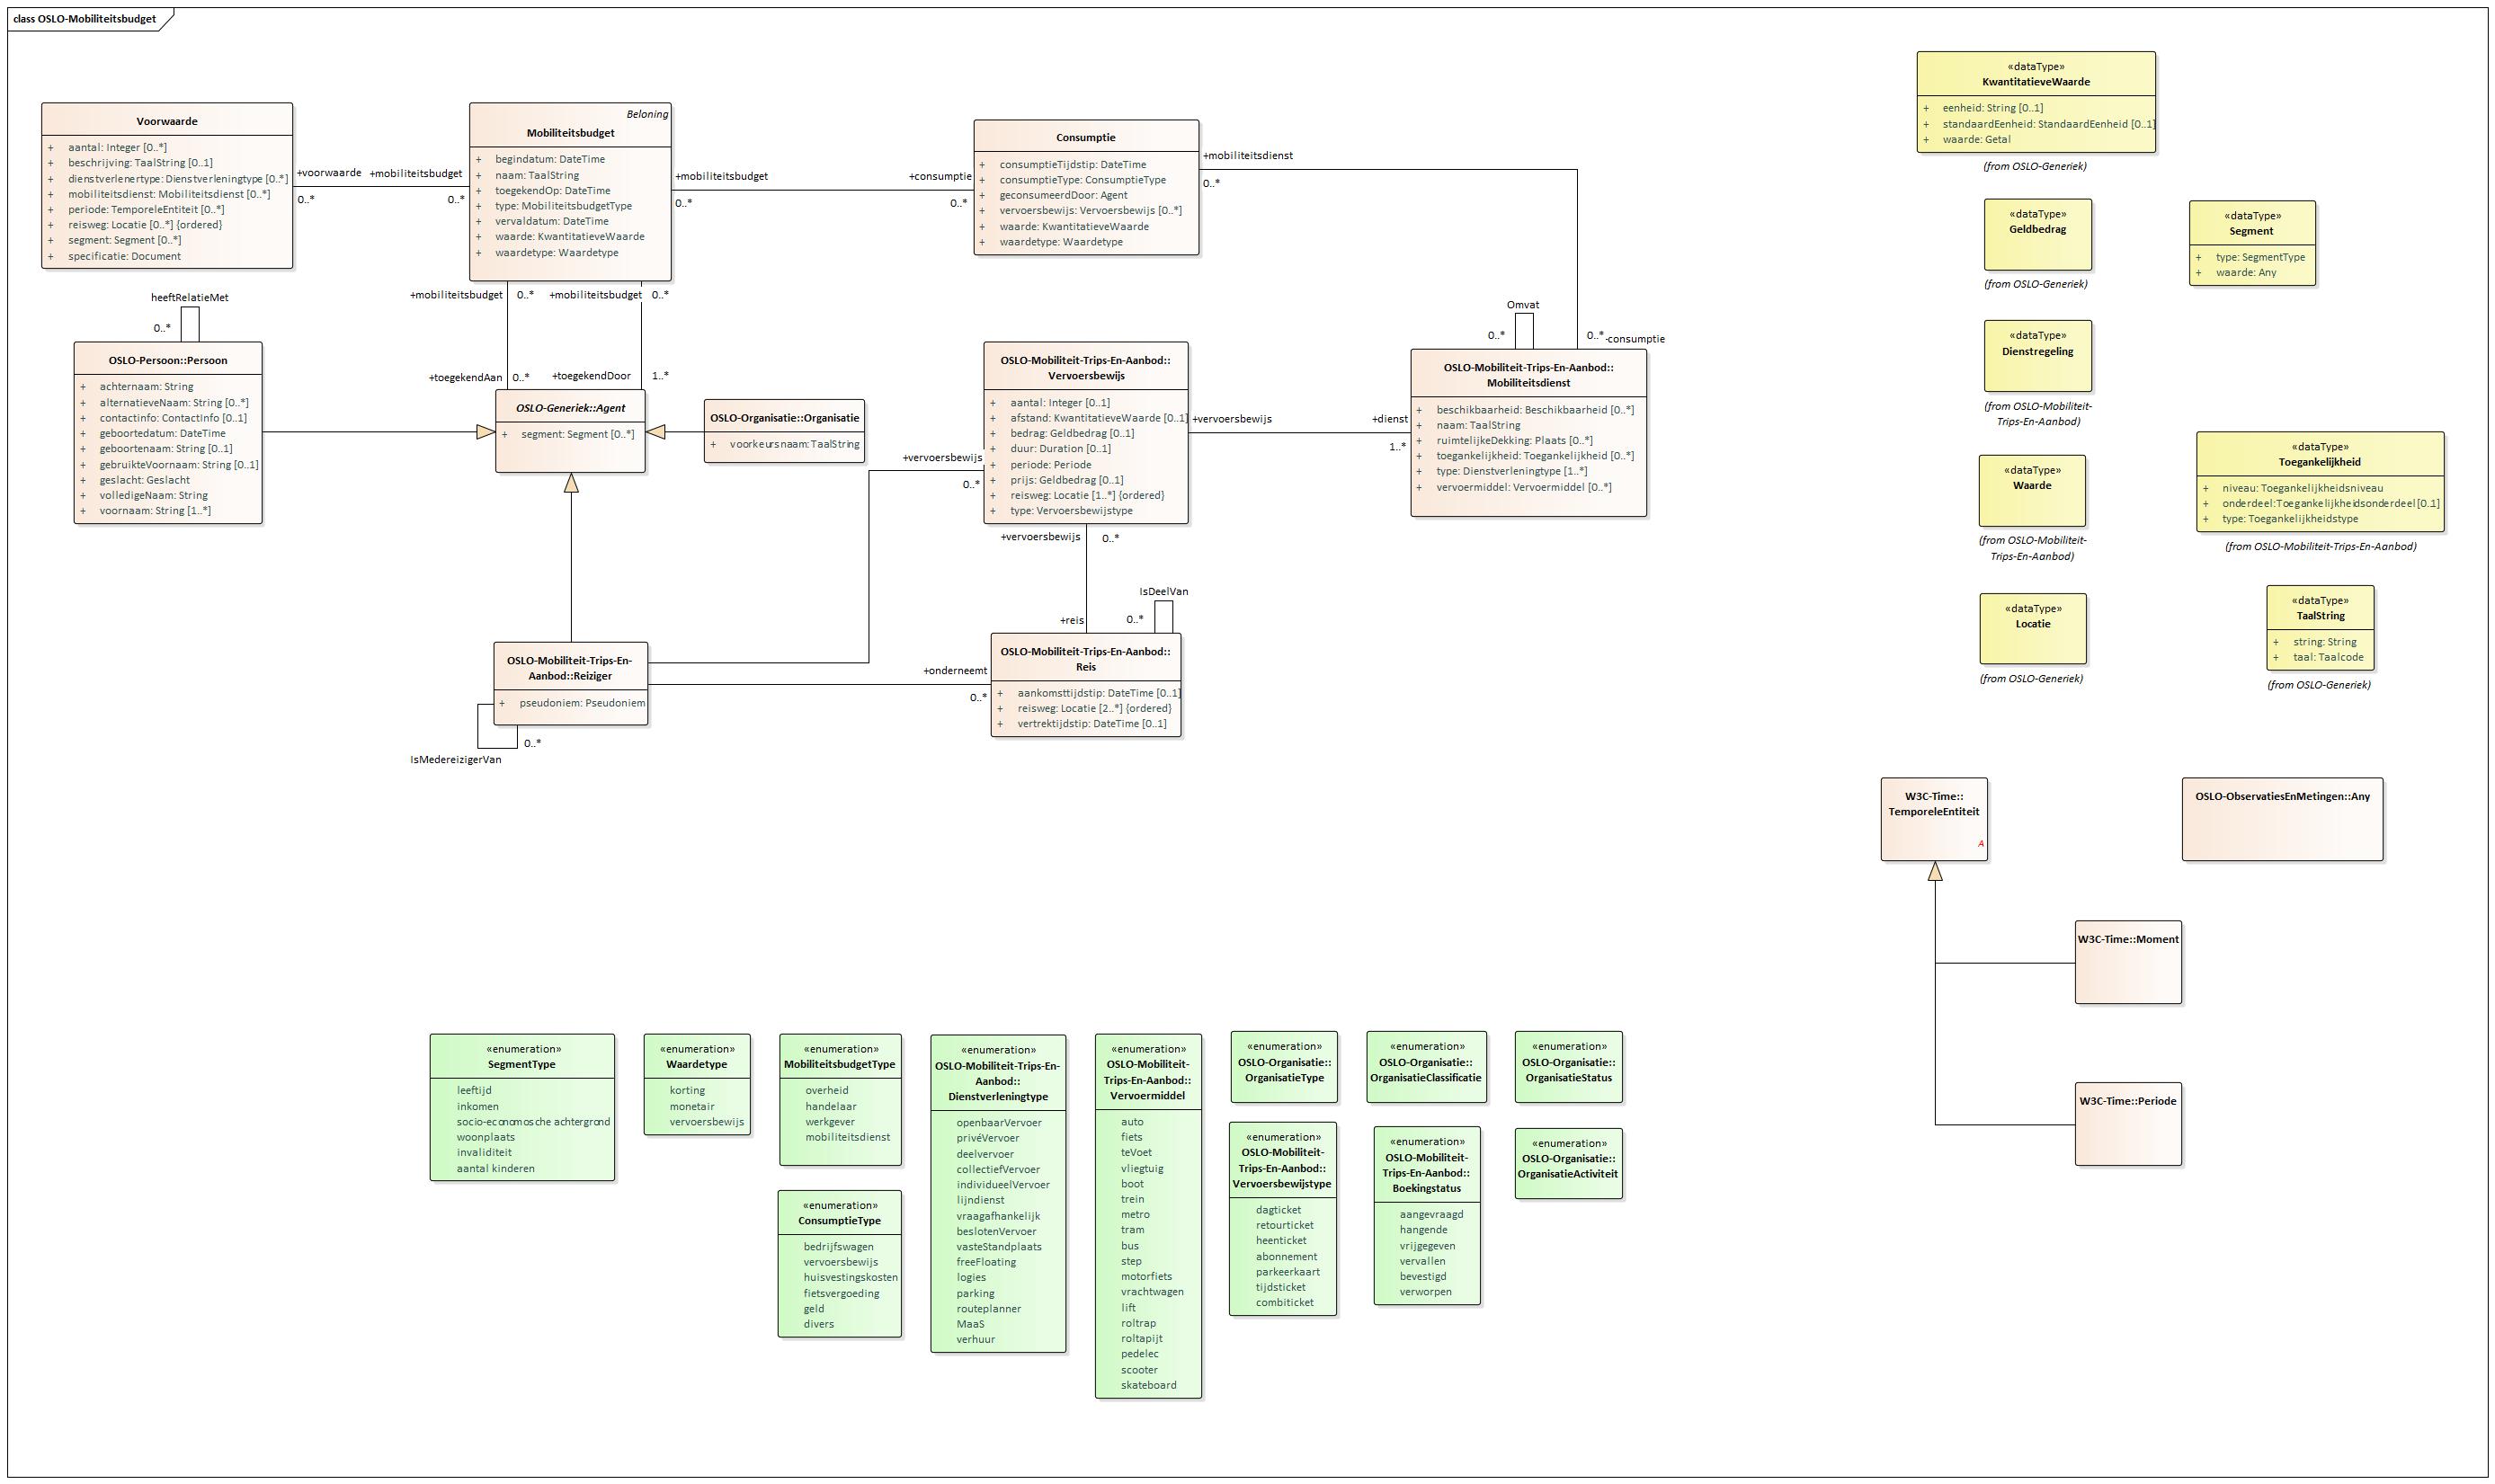 class OSLO-Mobiliteitsbudget
Voorwaarde
+ aantal: Integer [0..*]
+ beschrijving: TaalString [0..1]
+ dienstverlenertype: Dienstverleningtype [0..*]
+ mobiliteitsdienst: Mobiliteitsdienst [0..*]
+ periode: TemporeleEntiteit [0..*]
+ reisweg: Locatie [0..*] {ordered}
+ segment: Segment [0..*]
+ specificatie: Document
+voorwaarde
0..*
+mobiliteitsbudget
0..*
Beloning
Mobiliteitsbudget
+ begindatum: DateTime
+ naam: TaalString
+ toegekendOp: DateTime
+ type: MobiliteitsbudgetType
+ vervaldatum: DateTime
+ waarde: KwantitatieveWaarde
+ waardetype: Waardetype
+mobiliteitsbudget
0..*
+consumptie
0..*
Consumptie
+ consumptieTijdstip: DateTime
+ consumptieType: ConsumptieType
+ geconsumeerdDoor: Agent
+ vervoersbewijs: Vervoersbewijs [0..*]
+ waarde: KwantitatieveWaarde
+ waardetype: Waardetype
+mobiliteitsdienst
0..*
0..*
-consumptie
+mobiliteitsbudget 0..*
+mobiliteitsbudget 0..*
+toegekendAan 0..*
+toegekendDoor 1..*
heeftRelatieMet
0..*
OSLO-Persoon::Persoon
+ achternaam: String
+ alternatieveNaam: String [0..*]
+ contactinfo: ContactInfo [0..1]
+ geboortedatum: DateTime
+ geboortenaam: String [0..1]
+ gebruikteVoornaam: String [0..1]
+ geslacht: Geslacht
+ volledigeNaam: String
+ voornaam: String [1..*]
OSLO-Generiek::Agent
+ segment: Segment [0..*]
OSLO-Organisatie::Organisatie
+ voorkeursnaam: TaalString
OSLO-Mobiliteit-Trips-En-Aanbod::
Vervoersbewijs
+ aantal: Integer [0..1]
+ afstand: KwantitatieveWaarde [0..1]
+ bedrag: Geldbedrag [0..1]
+ duur: Duration [0..1]
+ periode: Periode
+ prijs: Geldbedrag [0..1]
+ reisweg: Locatie [1..*] {ordered}
+ type: Vervoersbewijstype
+vervoersbewijs
0..*
+vervoersbewijs
+dienst
1..*
Omvat
0..*
OSLO-Mobiliteit-Trips-En-Aanbod::
Mobiliteitsdienst
+ beschikbaarheid: Beschikbaarheid [0..*]
+ naam: TaalString
+ ruimtelijkeDekking: Plaats [0..*]
+ toegankelijkheid: Toegankelijkheid [0..*]
+ type: Dienstverleningtype [1..*]
+ vervoermiddel: Vervoermiddel [0..*]
+vervoersbewijs 0..*
+reis
IsDeelVan
0..*
OSLO-Mobiliteit-Trips-En-
Aanbod::Reiziger
+ pseudoniem: Pseudoniem
IsMedereizigerVan
0..*
+onderneemt
0..*
OSLO-Mobiliteit-Trips-En-Aanbod::
Reis
+ aankomsttijdstip: DateTime [0..1]
+ reisweg: Locatie [2..*] {ordered}
+ vertrektijdstip: DateTime [0..1]
«dataType»
KwantitatieveWaarde
+ eenheid: String [0..1]
+ standaardEenheid: StandaardEenheid [0..1]
+ waarde: Getal
(from OSLO-Generiek)
«dataType»
Geldbedrag
(from OSLO-Generiek)
«dataType»
Segment
+ type: SegmentType
+ waarde: Any
«dataType»
Dienstregeling
(from OSLO-Mobiliteit-
Trips-En-Aanbod)
«dataType»
Waarde
(from OSLO-Mobiliteit-
Trips-En-Aanbod)
«dataType»
Toegankelijkheid
+ niveau: Toegankelijkheidsniveau
+ onderdeel: Toegankelijkheidsonderdeel [0.1]
+ type: Toegankelijkheidstype
(from OSLO-Mobiliteit-Trips-En-Aanbod)
«dataType»
Locatie
(from OSLO-Generiek)
«dataType»
TaalString
+ string: String
+ taal: Taalcode
(from OSLO-Generiek)
W3C-Time::
TemporeleEntiteit
A
OSLO-ObservatiesEnMetingen::Any
W3C-Time::Moment
W3C-Time::Periode
«enumeration»
SegmentType
leeftijd
inkomen
socio-economosche achtergrond
woonplaats
invaliditeit
aantal kinderen
«enumeration»
Waardetype
korting
monetair
vervoersbewijs
«enumeration»
MobiliteitsbudgetType
overheid
handelaar
werkgever
mobiliteitsdienst
«enumeration»
ConsumptieType
bedrijfswagen
vervoersbewijs
huisvestingskosten
fietsvergoeding
geld
divers
«enumeration»
OSLO-Mobiliteit-Trips-En-
Aanbod::
Dienstverleningtype
openbaarVervoer
privéVervoer
deelvervoer
collectiefVervoer
individueelVervoer
lijndienst
vraagafhankelijk
beslotenVervoer
vasteStandplaats
freeFloating
logies
parking
routeplanner
MaaS
verhuur
«enumeration»
OSLO-Mobiliteit-
Trips-En-Aanbod::
Vervoermiddel
auto
fiets
teVoet
vliegtuig
boot
trein
metro
tram
bus
step
motorfiets
vrachtwagen
lift
roltrap
roltapijt
pedelec
scooter
skateboard
«enumeration»
OSLO-Organisatie::
OrganisatieType
«enumeration»
OSLO-Organisatie::
OrganisatieClassificatie
«enumeration»
OSLO-Organisatie::
OrganisatieStatus
«enumeration»
OSLO-Mobiliteit-
Trips-En-Aanbod::
Vervoersbewijstype
dagticket
retourticket
heenticket
abonnement
parkeerkaart
tijdsticket
combiticket
«enumeration»
OSLO-Mobiliteit-
Trips-En-Aanbod::
Boekingstatus
aangevraagd
hangende
vrijgegeven
vervallen
bevestigd
verworpen
«enumeration»
OSLO-Organisatie::
OrganisatieActiviteit